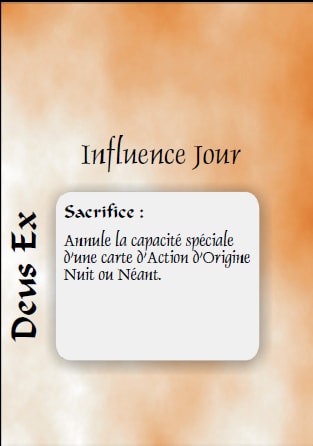 Influence Jour
Deus Ex
Sacrifice :
Annule la capacité spéciale
d'une carte d'Action d'Origine
Nuit ou Néant.